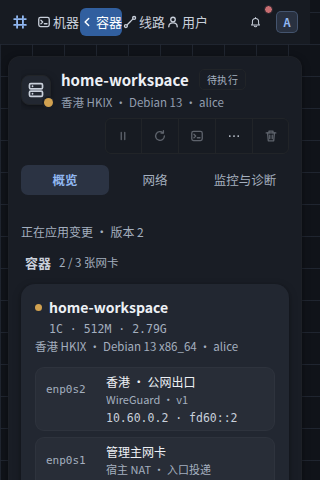 机器 容器 线路 用户 A
home-workspace 待执行
香港 HKIX • Debian 13 • alice
概览 网络 监控与诊断
正在应用变更 • 版本 2
容器 2 / 3 张网卡
home-workspace
1C · 512M · 2.79G
香港 HKIX • Debian 13 x86_64 • alice
enp0s2 香港 • 公网出口
WireGuard • v1
10.60.0.2 · fd60::2
enp0s1 管理主网卡
宿主 NAT • 入口投递